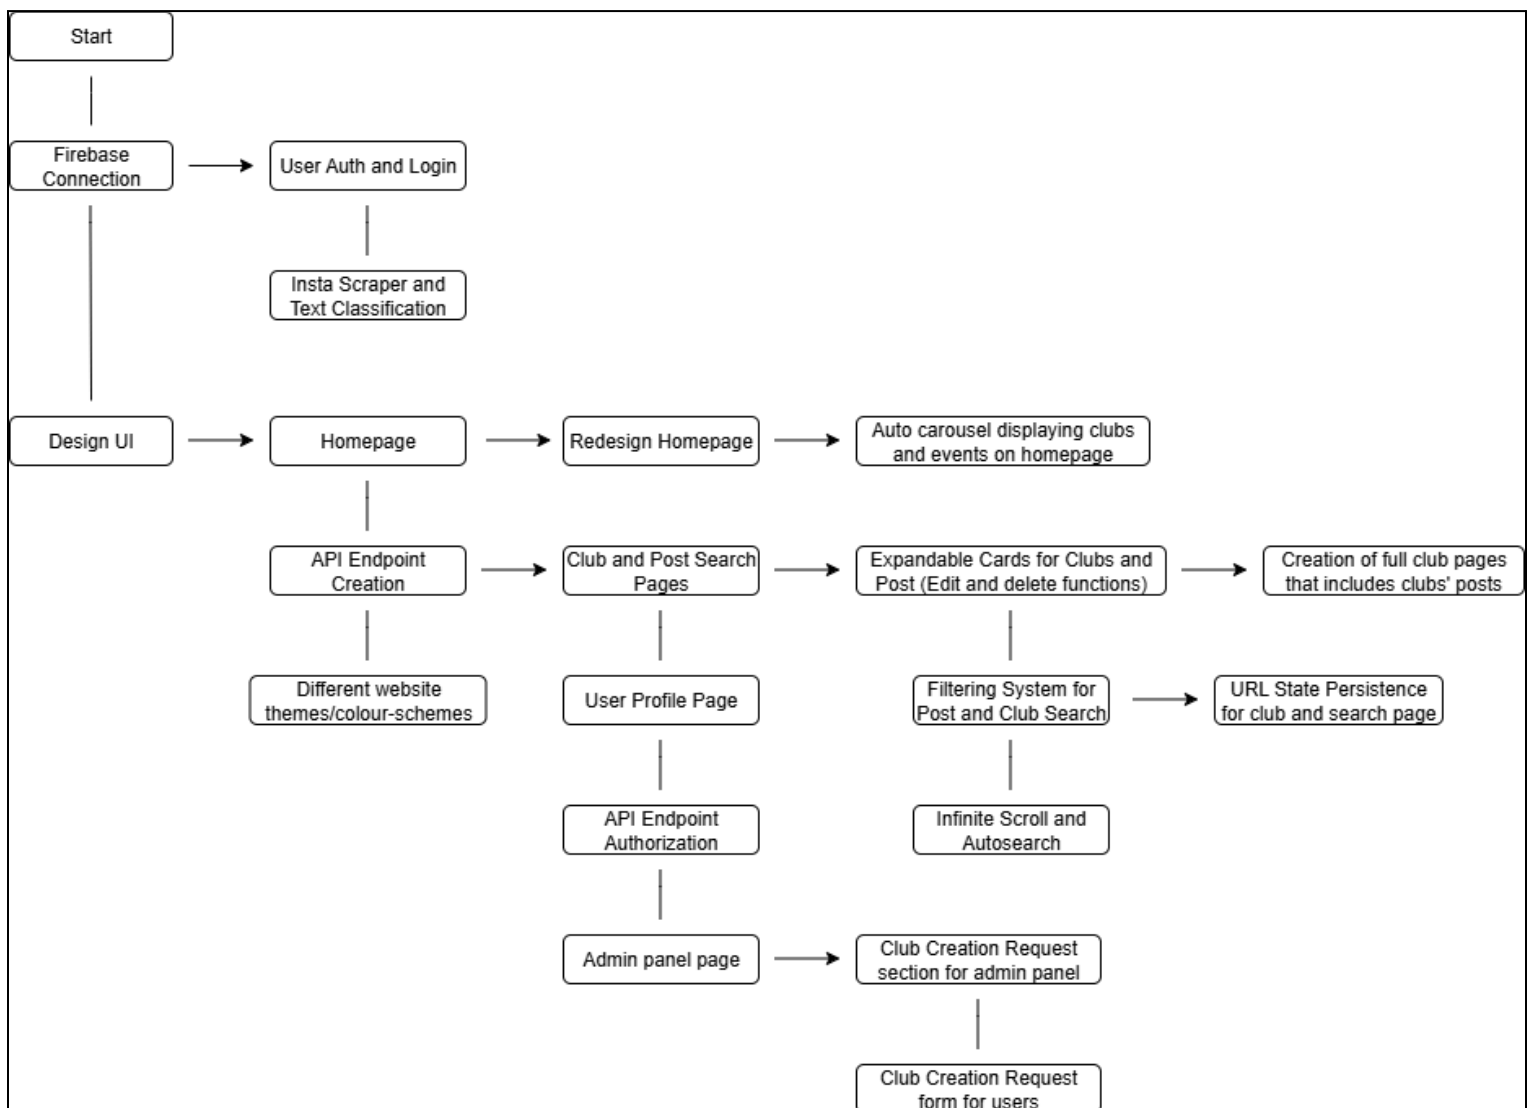 Start
Firebase
Connection
User Auth and Login
Insta Scraper and
Text Classification
Design UI
Homepage
Redesign Homepage
Auto carousel displaying clubs
and events on homepage
API Endpoint
Creation
Club and Post Search
Pages
Expandable Cards for Clubs and
Post (Edit and delete functions)
Creation of full club pages
that includes clubs' posts
Different website
themes/colour-schemes
User Profile Page
Filtering System for
Post and Club Search
URL State Persistence
for club and search page
API Endpoint
Authorization
Infinite Scroll and
Autosearch
Admin panel page
Club Creation Request
section for admin panel
Club Creation Request
form for users